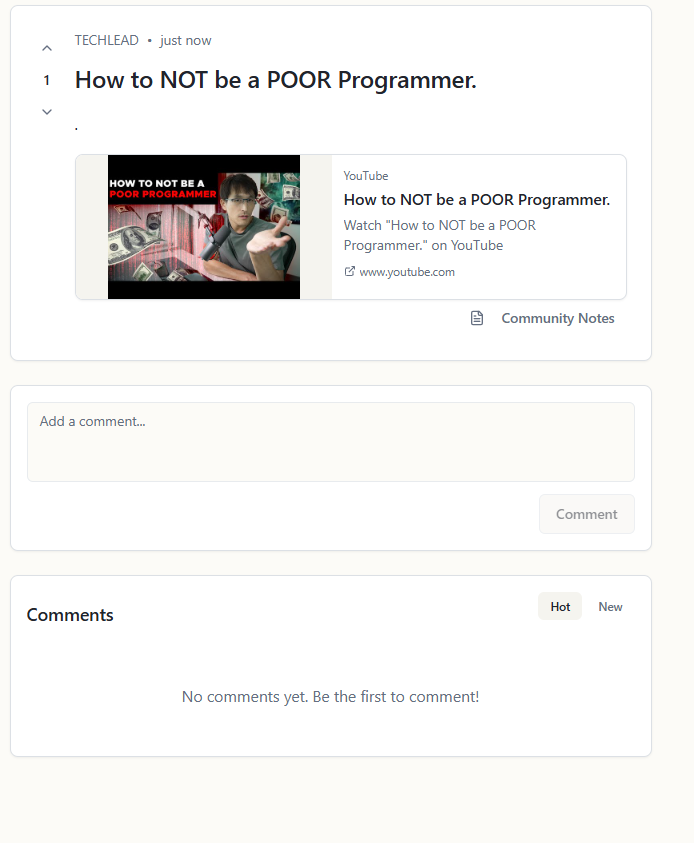 TECHLEAD • just now
1
How to NOT be a POOR Programmer.
.
HOW TO NOT BE A
POOR PROGRAMMER
YouTube
How to NOT be a POOR Programmer.
Watch "How to NOT be a POOR
Programmer." on YouTube
www.youtube.com
Community Notes
Add a comment...
Comment
Comments
Hot
New
No comments yet. Be the first to comment!